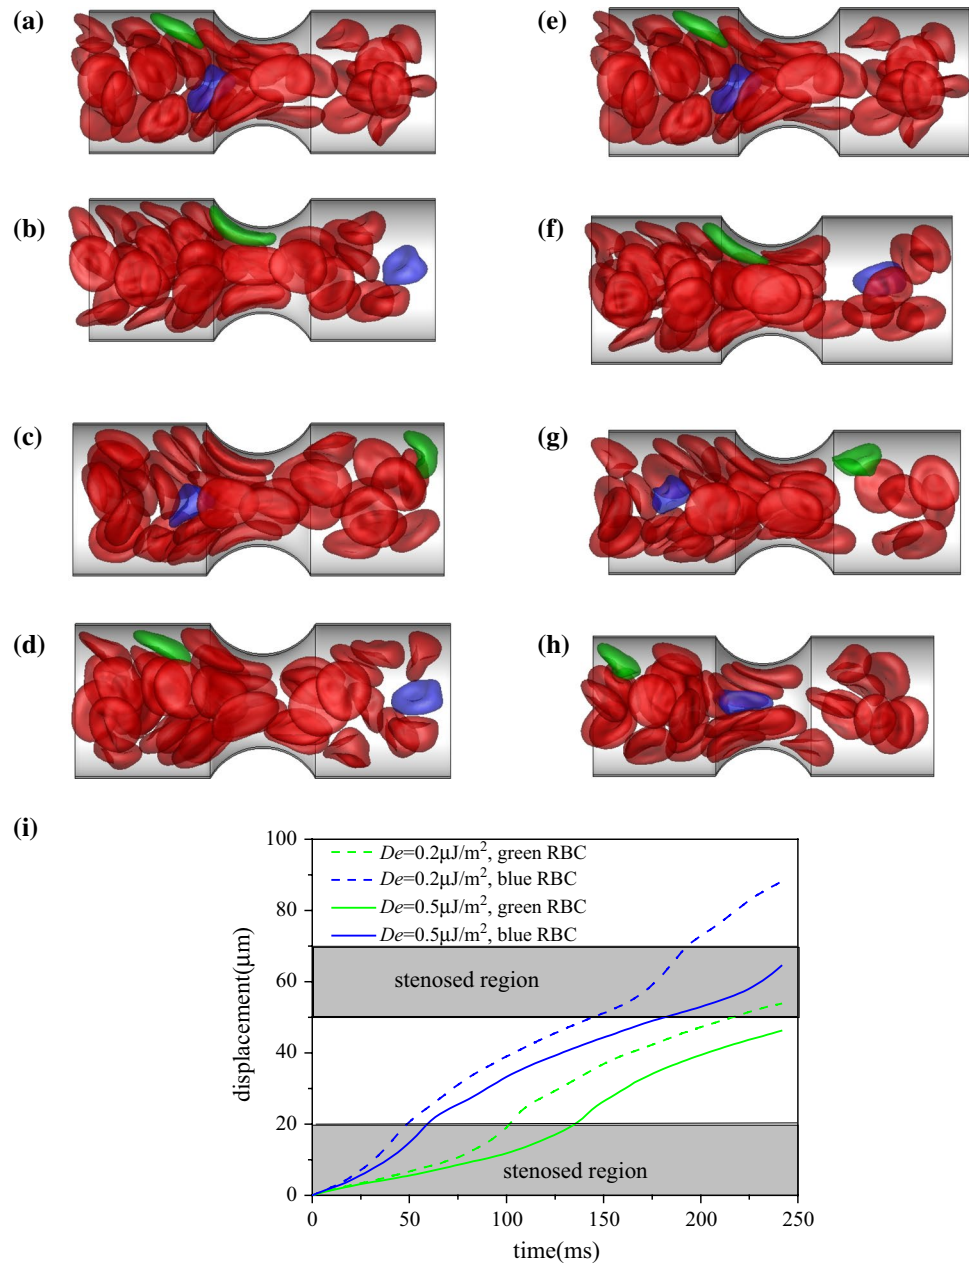 (a)
(e)
(b)
(f)
(c)
(g)
(d)
(h)
(i)
100
80
60
40
20
0
displacement(μm)
De=0.2μJ/m², green RBC
De=0.2μJ/m², blue RBC
De=0.5μJ/m², green RBC
De=0.5μJ/m², blue RBC
stenosed region
stenosed region
0 50 100 150 200 250
time(ms)